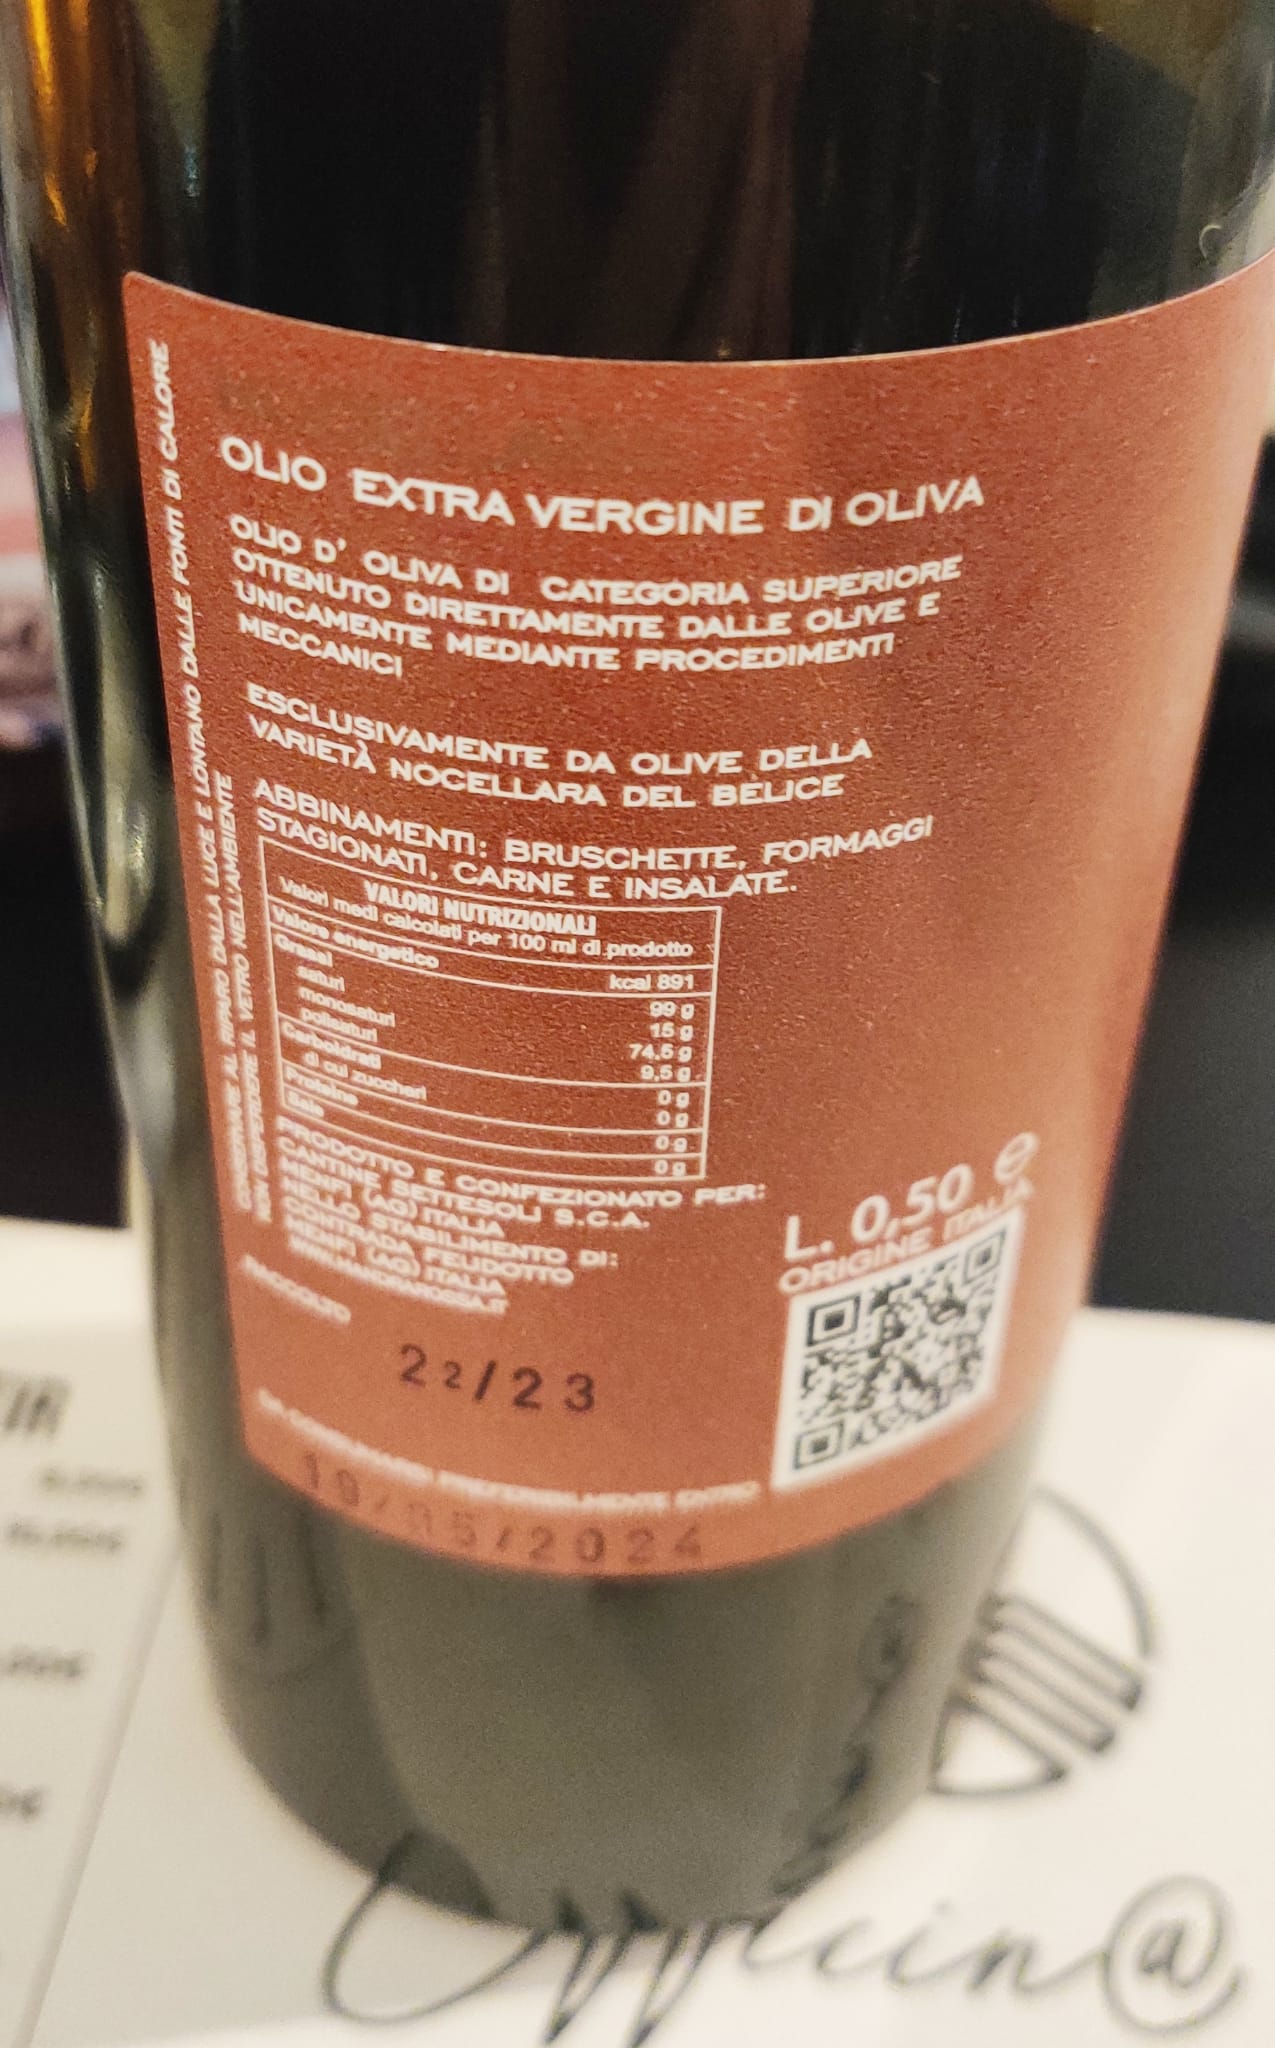 OLIO EXTRA VERGINE DI OLIVA
OLIO D' OLIVA DI CATEGORIA SUPERIORE
OTTENUTO DIRETTAMENTE DALLE OLIVE E
UNICAMENTE MEDIANTE PROCEDIMENTI
MECCANICI
ESCLUSIVAMENTE DA OLIVE DELLA
VARIETÀ NOCELLARA DEL BELICE
ABBINAMENTI: BRUSCHETTE, FORMAGGI
STAGIONATI, CARNE E INSALATE.
VALORI NUTRIZIONALI
Valori medi calcolati per 100 ml di prodotto
Valore energetico kcal 891
Grassi 99 g
saturi 15 g
monosaturi 74,5 g
polisaturi 9,5 g
Carboidrati 0 g
di cui zuccheri 0 g
Proteine 0 g
Sale 0 g
PRODOTTO E CONFEZIONATO PER:
CANTINE SETTESOLI S.C.A.
MENFI (AG) ITALIA
NELLO STABILIMENTO DI:
CONTRADA FEUDOTTO
MENFI (AG) ITALIA
WWW.MANDRAROSSA.IT
L. 0,50 e
ORIGINE ITALIA
RACCOLTO
22/23
DA CONSUMARSI PREFERIBILMENTE ENTRO
19/05/2024
CONSERVARE AL RIPARO DALLA LUCE E LONTANO DALLE FONTI DI CALORE
NON DISPERDERE IL VETRO NELL'AMBIENTE
Officin@